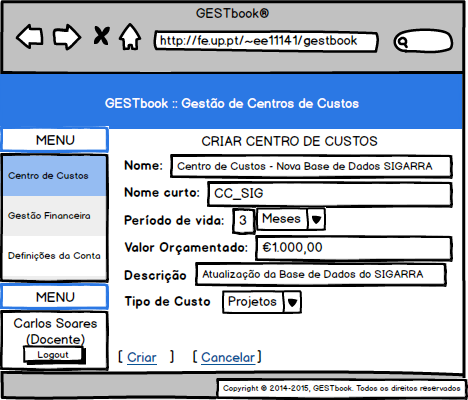 GESTbook®
http://fe.up.pt/~ee11141/gestbook
GESTbook :: Gestão de Centros de Custos
MENU
Centro de Custos
Gestão Financeira
Definições da Conta
MENU
Carlos Soares
(Docente)
Logout
CRIAR CENTRO DE CUSTOS
Nome: Centro de Custos - Nova Base de Dados SIGARRA
Nome curto: CC_SIG
Período de vida: 3 Meses
Valor Orçamentado: €1.000,00
Descrição Atualização da Base de Dados do SIGARRA
Tipo de Custo Projetos
[ Criar ] [ Cancelar ]
Copyright © 2014-2015, GESTbook. Todos os direitos reservados